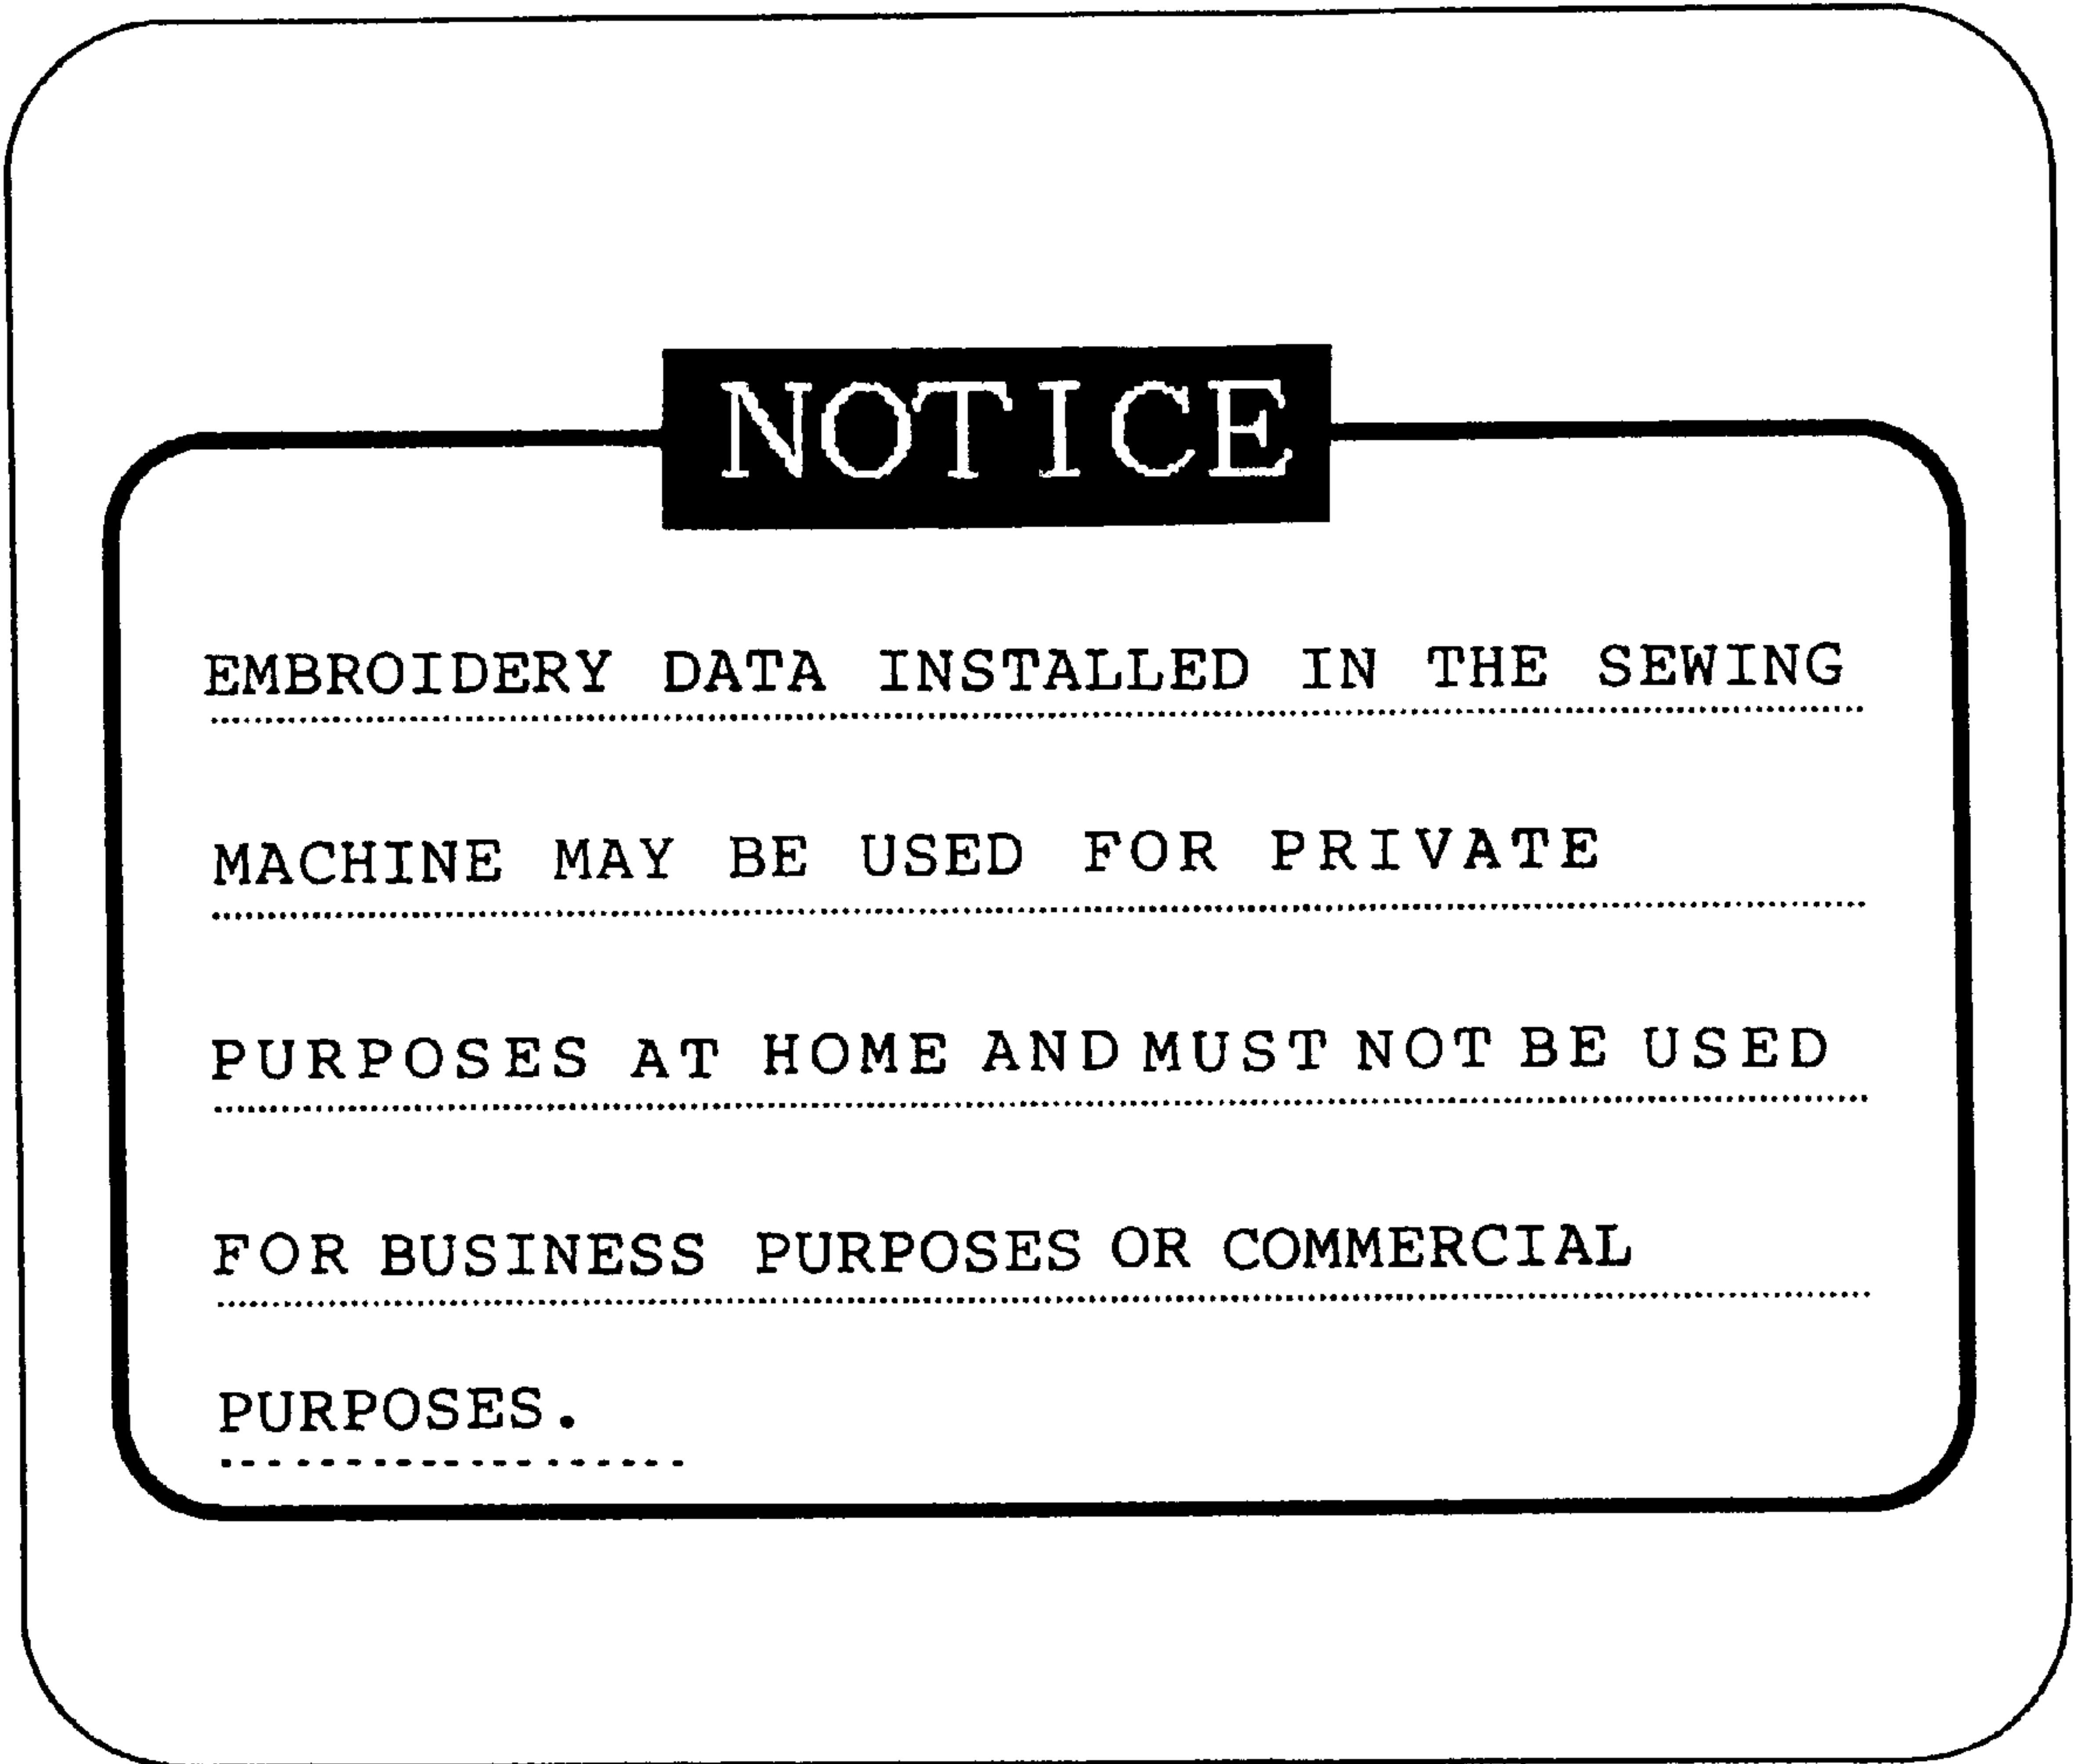 NOTICE
EMBROIDERY DATA INSTALLED IN THE SEWING
MACHINE MAY BE USED FOR PRIVATE
PURPOSES AT HOME AND MUST NOT BE USED
FOR BUSINESS PURPOSES OR COMMERCIAL
PURPOSES.